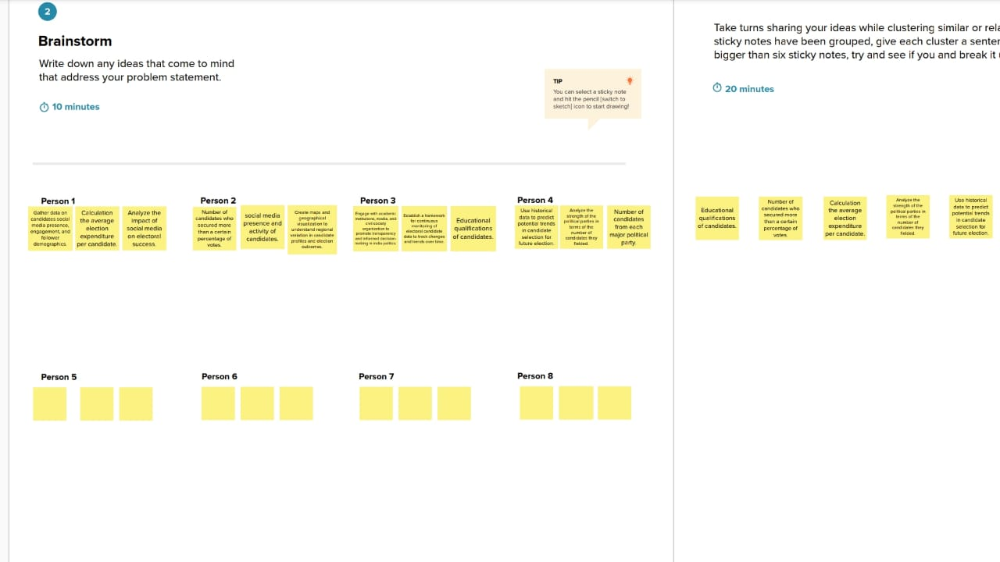 2
Brainstorm
Write down any ideas that come to mind
that address your problem statement.
10 minutes
TIP
You can select a sticky note
and hit the pencil [switch to
sketch] icon to start drawing!
Person 1
Gather data on
candidates social
media presence,
engagement, and
follower
demographics.
Calculation
the average
election
expenditure
per candidate.
Analyze the
impact of
social media
on electoral
success.
Person 2
Number of
candidates who
secured more
than a certain
percentage of
votes.
social media
presence and
activity of
candidates.
Create maps and
geographical
visualization to
understand regional
variation in candidate
profiles and election
outcomes.
Person 3
Engage with academic
institutions, media, and
civil society
organization to
promote transparency
and informed decision-
making in india politics.
Establish a framework
for continuous
monitoring of
electoral candidate
data to track changes
and trends over time.
Educational
qualifications
of candidates.
Person 4
Use historical
data to predict
potential trends
in candidate
selection for
future election.
Analyze the
strength of the
political parties in
terms of the
number of
candidates they
fielded.
Number of
candidates
from each
major political
party.
Person 5
Person 6
Person 7
Person 8
Take turns sharing your ideas while clustering similar or rela
sticky notes have been grouped, give each cluster a senter
bigger than six sticky notes, try and see if you and break it
20 minutes
Educational
qualifications
of candidates.
Number of
candidates who
secured more
than a certain
percentage of
votes.
Calculation
the average
election
expenditure
per candidate.
Analyze the
strength of the
political parties in
terms of the
number of
candidates they
fielded.
Use historical
data to predict
potential trends
in candidate
selection for
future election.